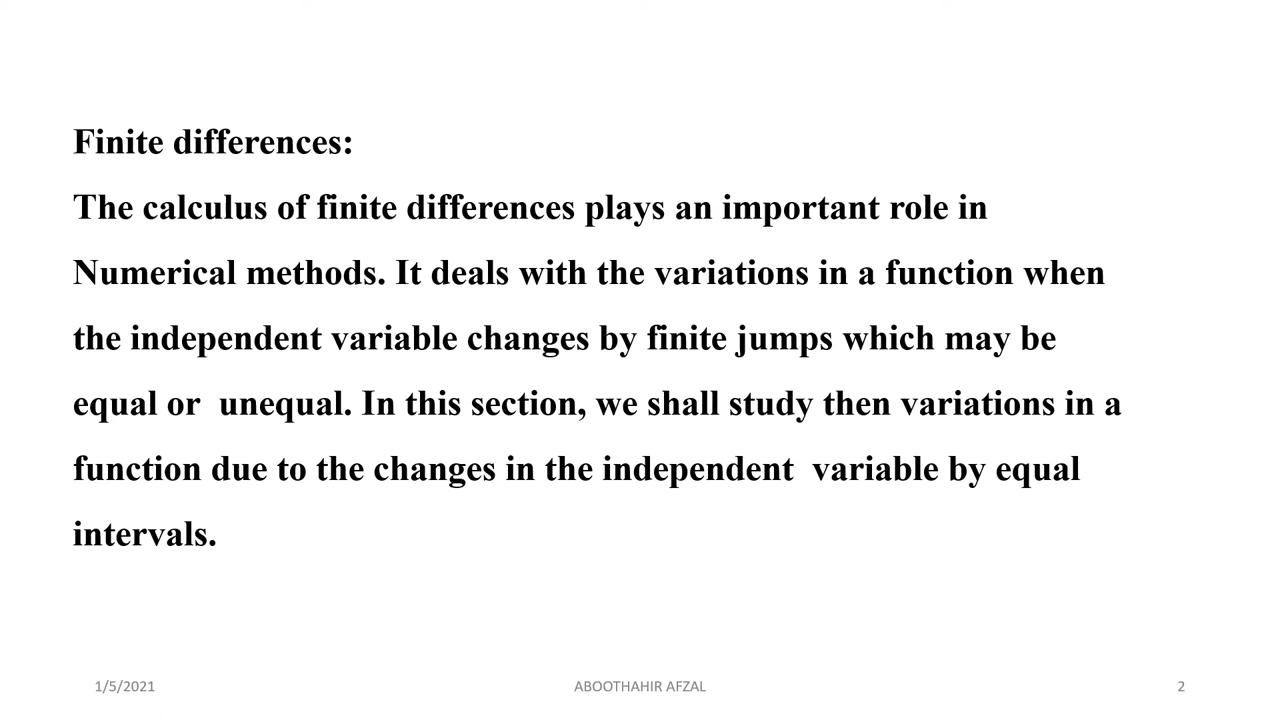 Finite differences:
The calculus of finite differences plays an important role in
Numerical methods. It deals with the variations in a function when
the independent variable changes by finite jumps which may be
equal or  unequal. In this section, we shall study then variations in a
function due to the changes in the independent  variable by equal
intervals.
1/5/2021
ABOOTHAHIR AFZAL
2